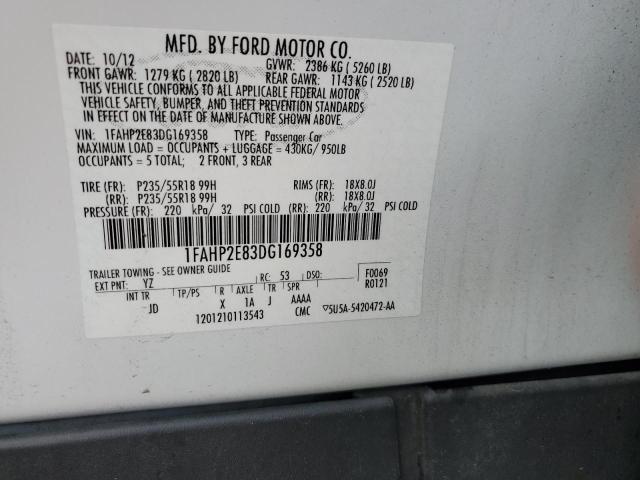 MFD. BY FORD MOTOR CO.
DATE: 10/12 GVWR: 2386 KG ( 5260 LB)
FRONT GAWR: 1279 KG ( 2820 LB) REAR GAWR: 1143 KG ( 2520 LB)
THIS VEHICLE CONFORMS TO ALL APPLICABLE FEDERAL MOTOR
VEHICLE SAFETY, BUMPER, AND THEFT PREVENTION STANDARDS
IN EFFECT ON THE DATE OF MANUFACTURE SHOWN ABOVE.
VIN: 1FAHP2E83DG169358 TYPE: Passenger Car
MAXIMUM LOAD = OCCUPANTS + LUGGAGE = 430KG/ 950LB
OCCUPANTS = 5 TOTAL; 2 FRONT, 3 REAR
TIRE (FR): P235/55R18 99H RIMS (FR): 18X8.0J
(RR): P235/55R18 99H (RR): 18X8.0J
PRESSURE (FR): 220 kPa/ 32 PSI COLD (RR): 220 kPa/ 32 PSI COLD
1FAHP2E83DG169358
TRAILER TOWING - SEE OWNER GUIDE F0069
EXT PNT: YZ RC: 53 DSO: R0121
INT TR TP/PS R AXLE TR SPR
JD X 1A J AAAA
1201210113543 CMC ▽5U5A-5420472-AA